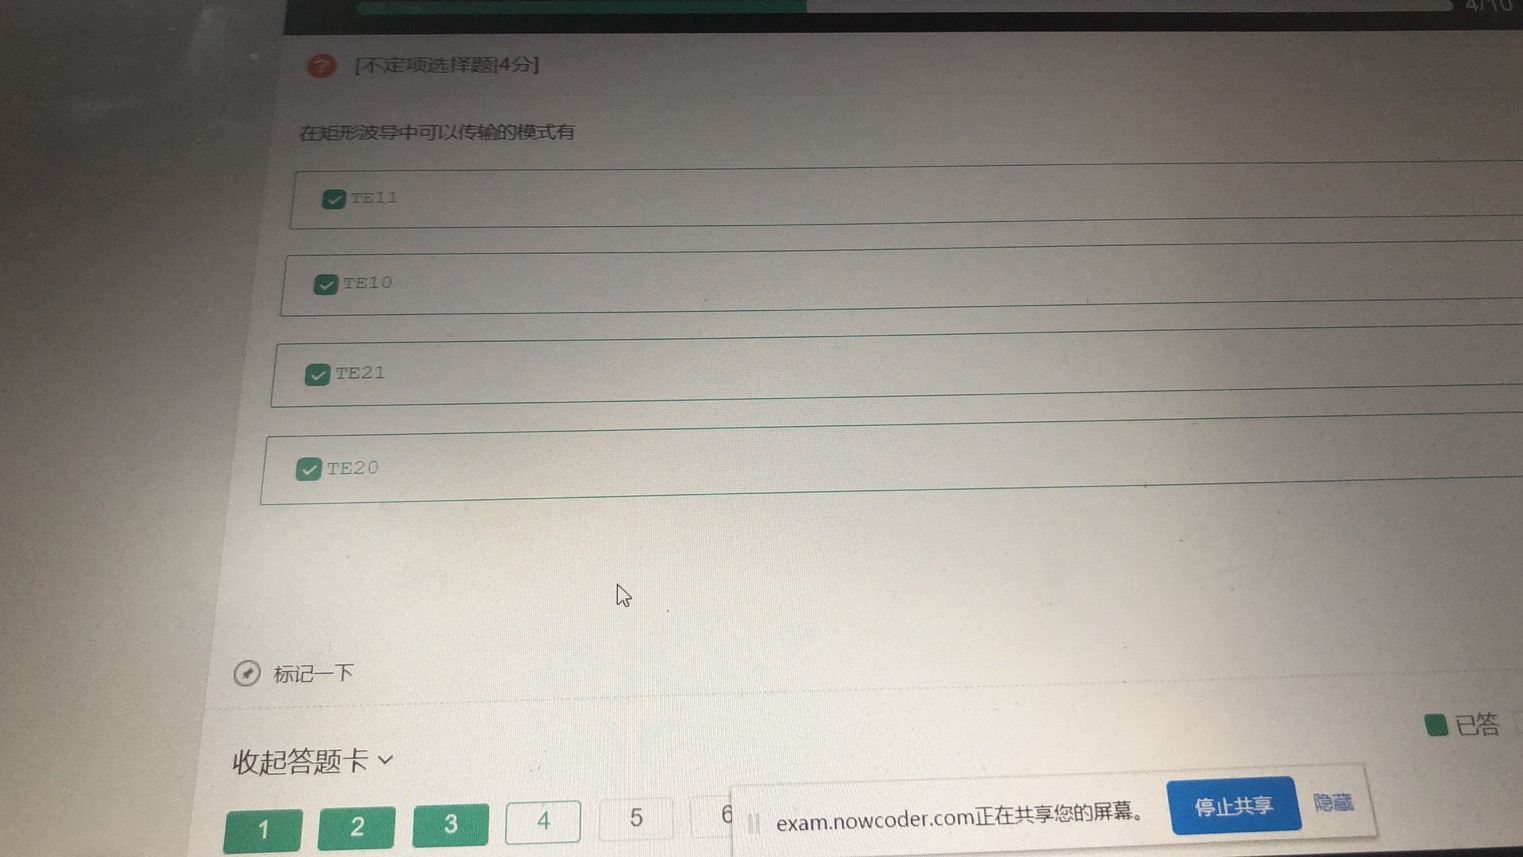 4/10
? [不定项选择题|4分]
在矩形波导中可以传输的模式有
TE11
TE10
TE21
TE20
标记一下
已答
收起答题卡
1 2 3 4 5 6
exam.nowcoder.com正在共享您的屏幕。 停止共享 隐藏